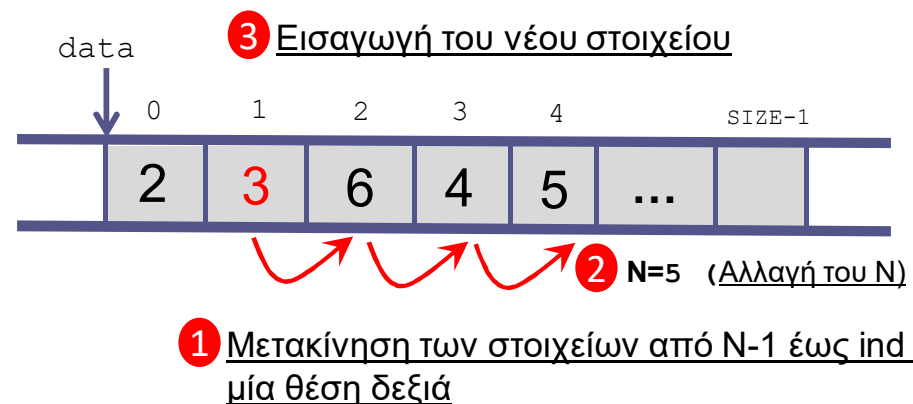 3 Εισαγωγή του νέου στοιχείου
data
0 1 2 3 4 SIZE-1
2 3 6 4 5 ...
2 N=5 (Αλλαγή του Ν)
1 Μετακίνηση των στοιχείων από Ν-1 έως ind
μία θέση δεξιά